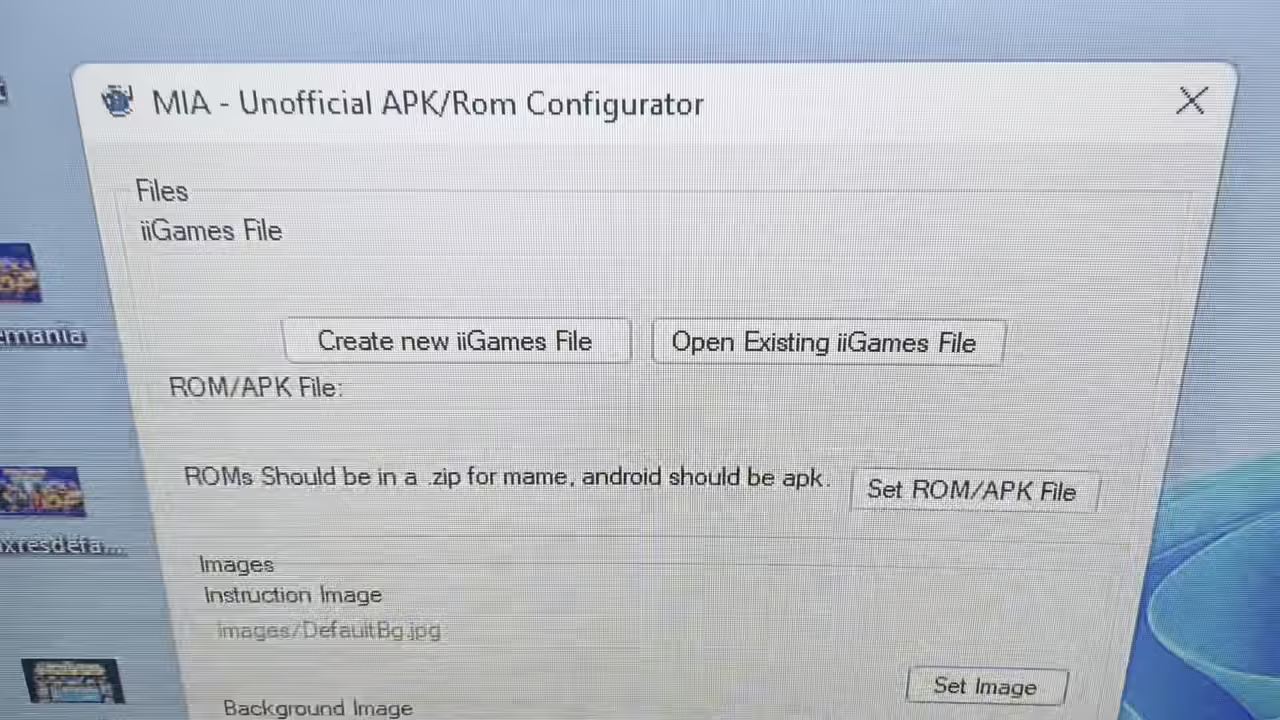 MIA - Unofficial APK/Rom Configurator
Files
iiGames File
Create new iiGames File
Open Existing iiGames File
ROM/APK File:
ROMs Should be in a .zip for mame, android should be apk.
Set ROM/APK File
Images
Instruction Image
images/DefaultBg.jpg
Set Image
Background Image